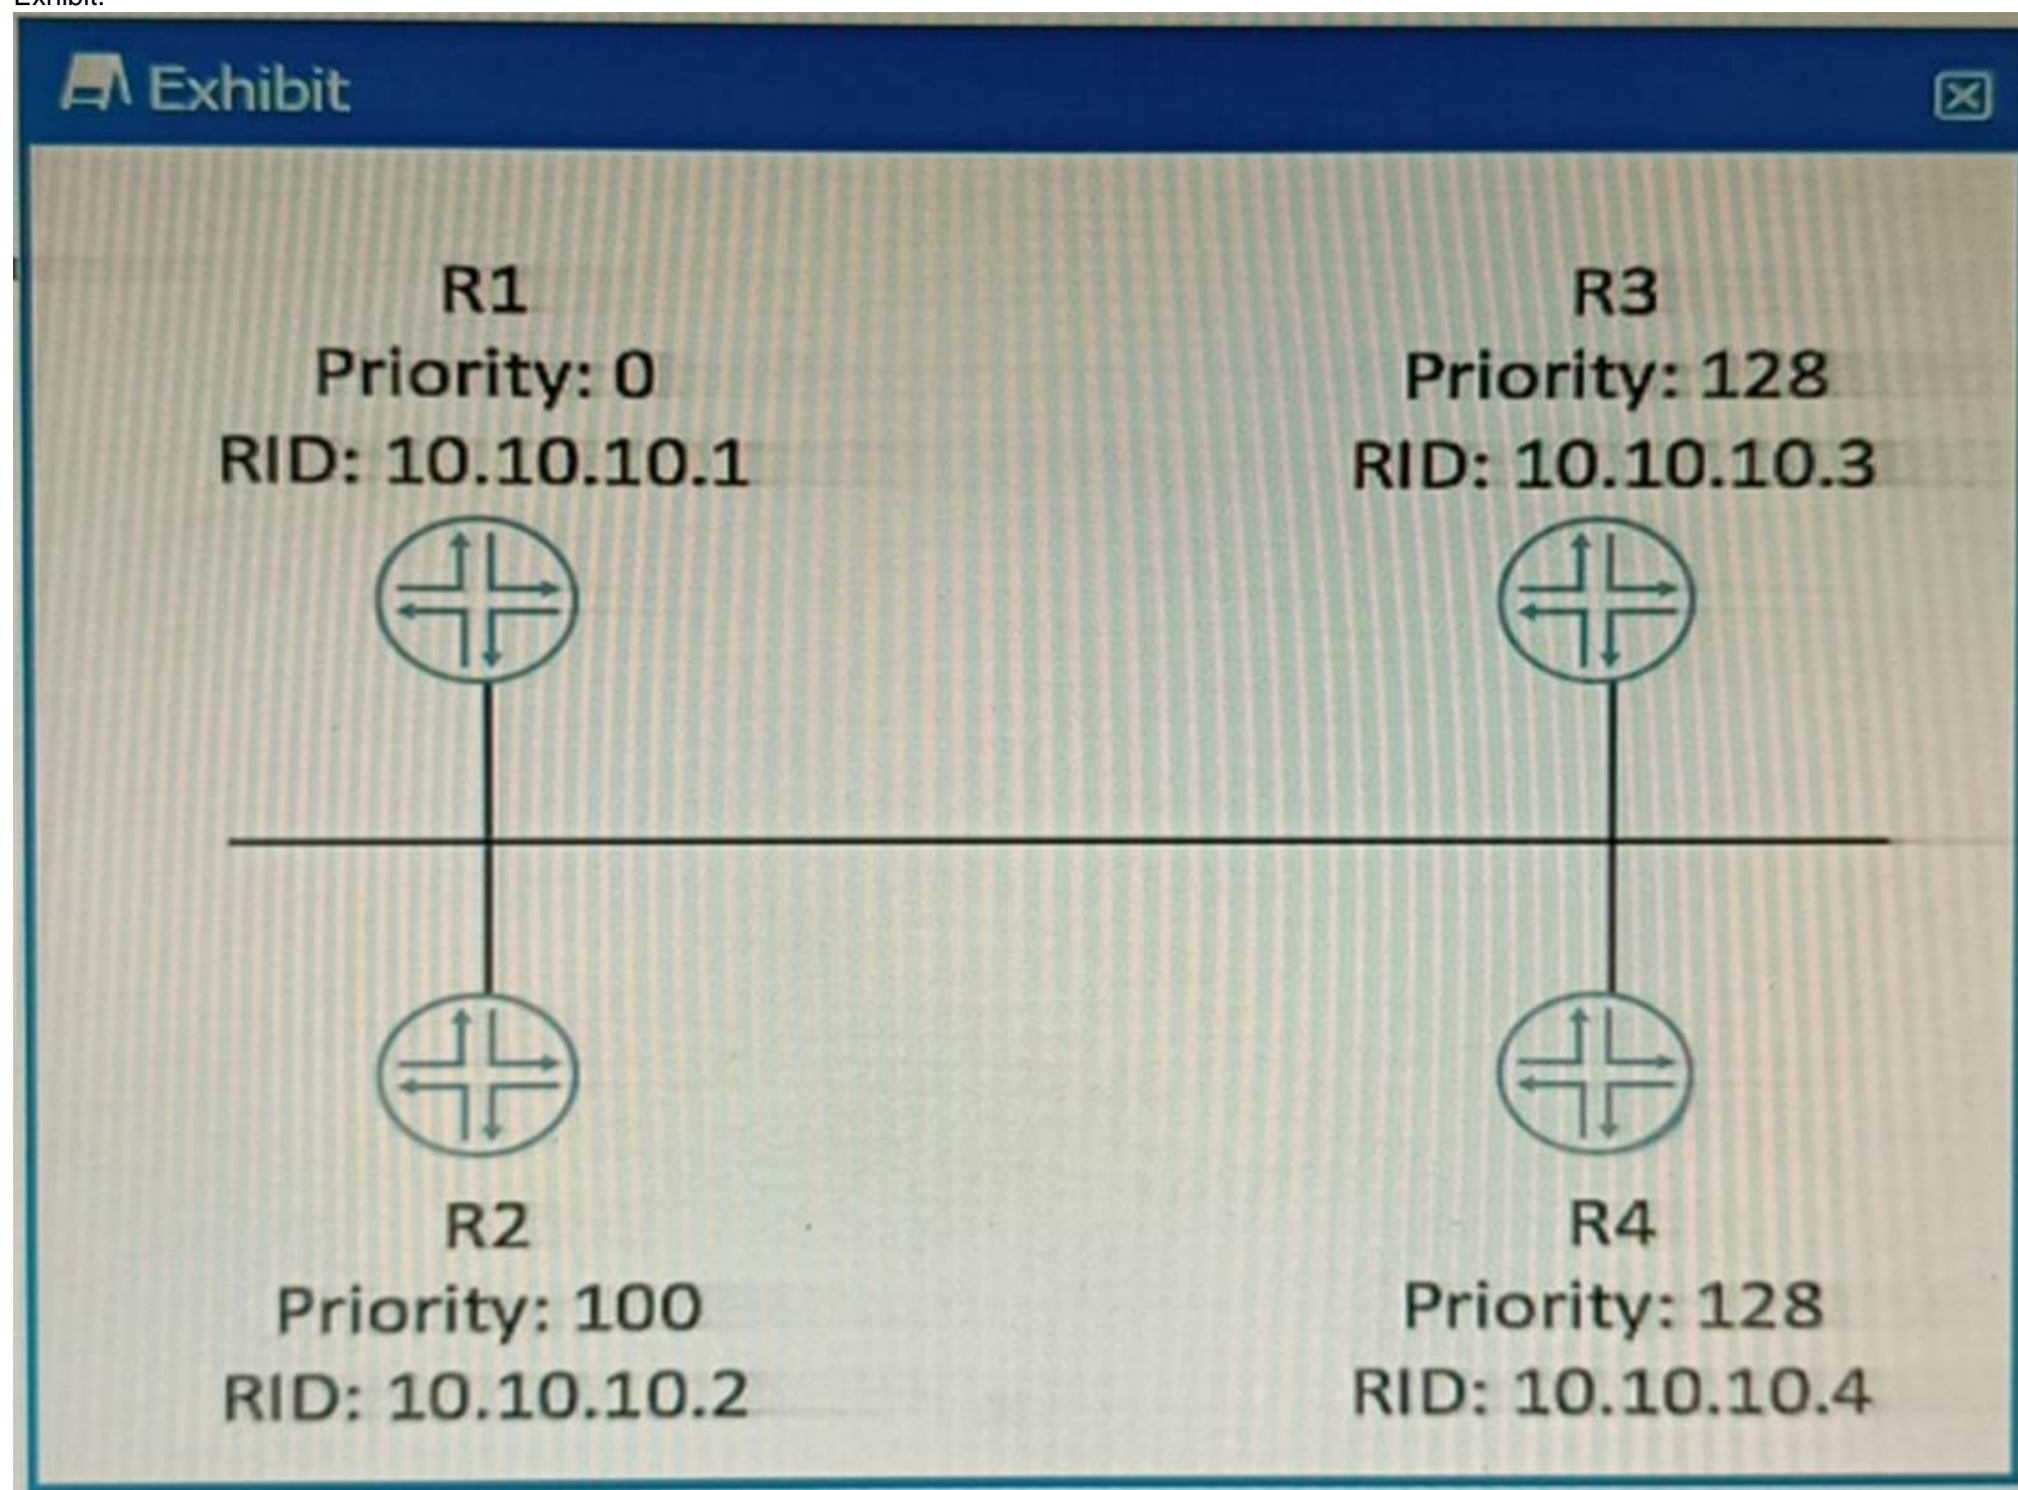 Exhibit:
Exhibit
R1
Priority: 0
RID: 10.10.10.1
R3
Priority: 128
RID: 10.10.10.3
R2
Priority: 100
RID: 10.10.10.2
R4
Priority: 128
RID: 10.10.10.4